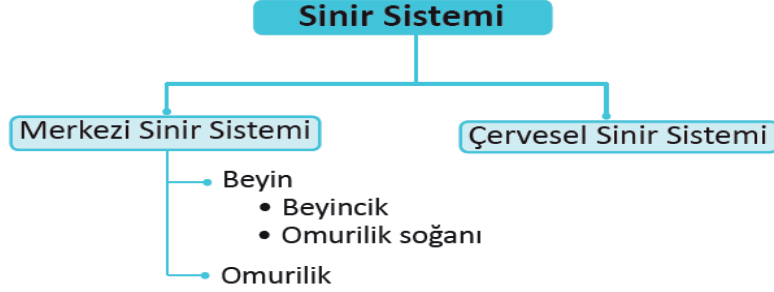 Sinir Sistemi
Merkezi Sinir Sistemi
Çervesel Sinir Sistemi
Beyin
• Beyincik
• Omurilik soğanı
Omurilik